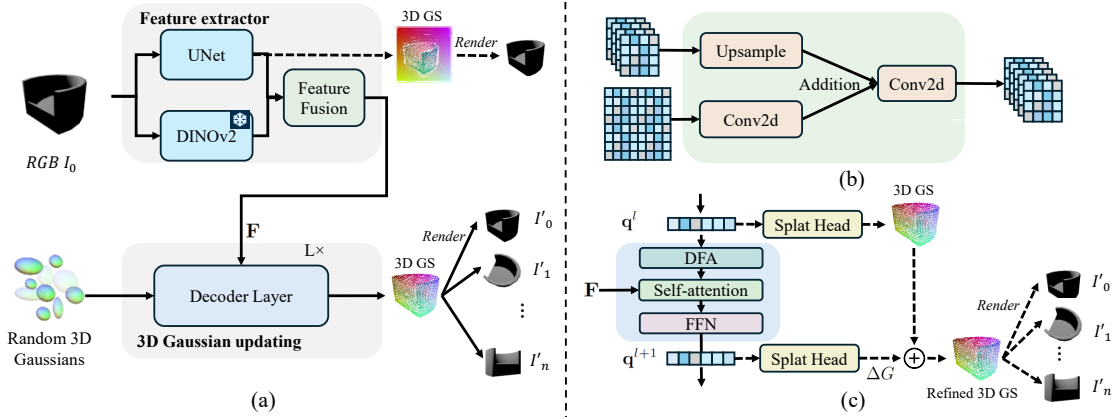 Feature extractor
UNet
DINOv2
Feature
Fusion
RGB I₀
3D GS
Render
F
L×
Random 3D
Gaussians
Decoder Layer
3D Gaussian updating
3D GS
Render
I'₀
I'₁
⋮
I'ₙ
(a)
Upsample
Conv2d
Addition
Conv2d
(b)
qˡ
Splat Head
3D GS
DFA
F
Self-attention
FFN
qˡ⁺¹
Splat Head
ΔG
+
Refined 3D GS
Render
I'₀
I'₁
⋮
I'ₙ
(c)